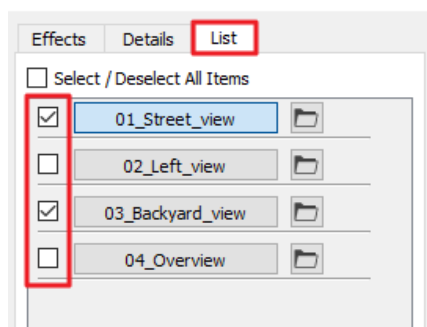 Effects Details List
Select / Deselect All Items
01_Street_view
02_Left_view
03_Backyard_view
04_Overview